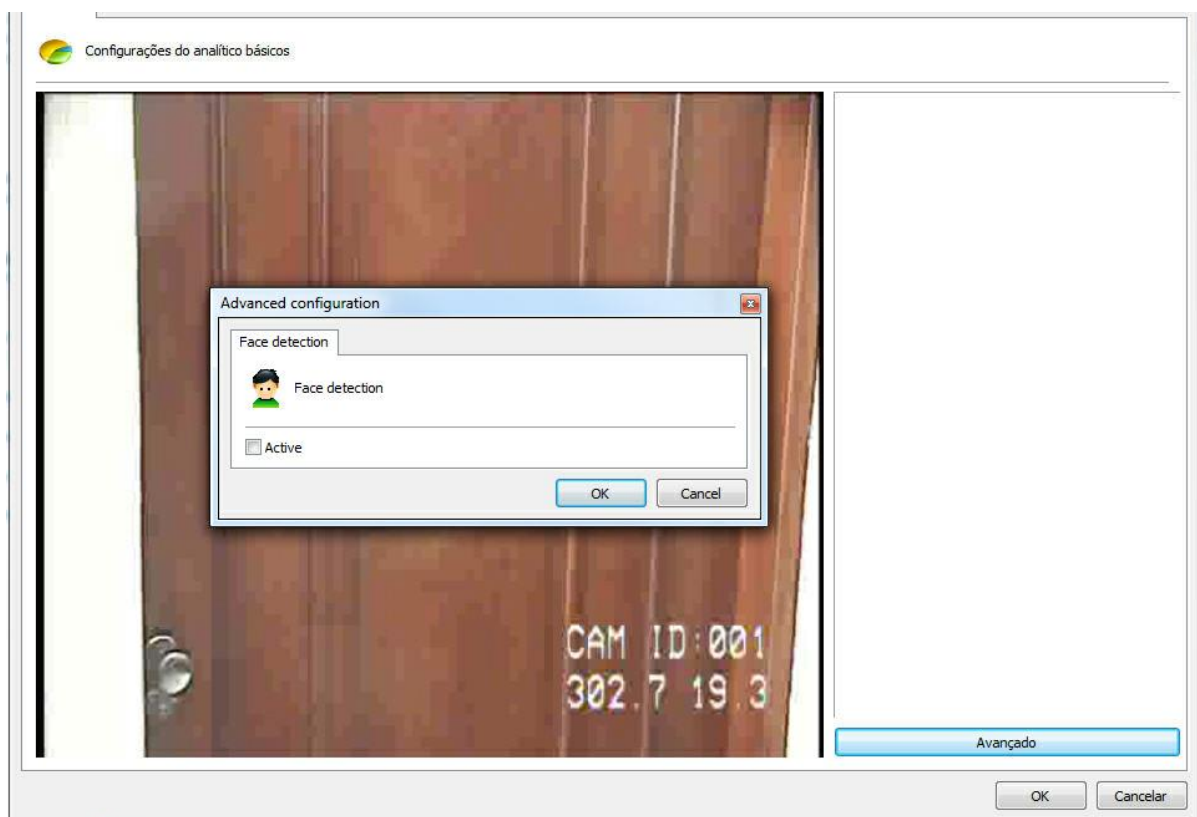 Configurações do analítico básicos
Advanced configuration
Face detection
Face detection
Active
OK Cancel
CAM ID:001
302.7 19.3
Avançado
OK Cancelar